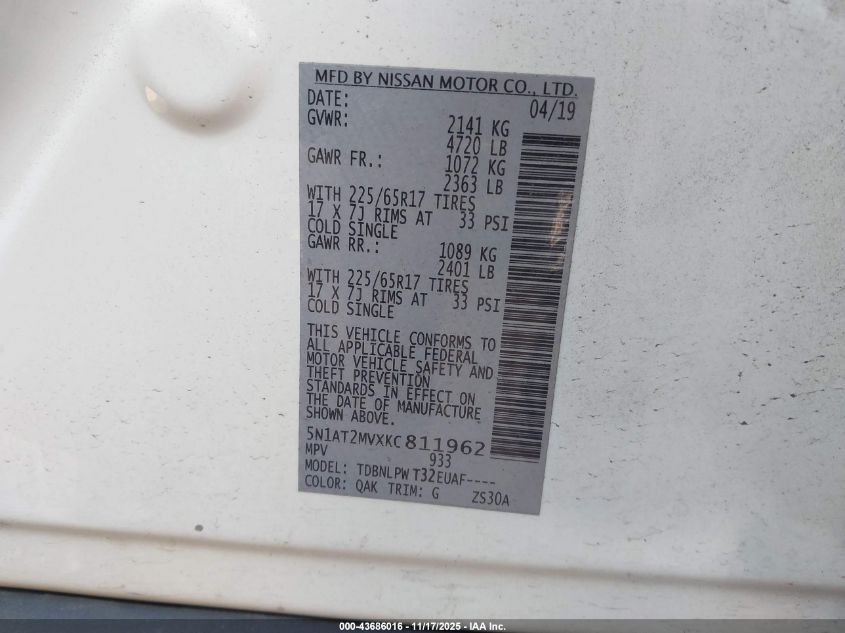 MFD BY NISSAN MOTOR CO., LTD.
DATE: 04/19
GVWR: 2141 KG
4720 LB
GAWR FR.: 1072 KG
2363 LB
WITH 225/65R17 TIRES
17 X 7J RIMS AT 33 PSI
COLD SINGLE
GAWR RR.: 1089 KG
2401 LB
WITH 225/65R17 TIRES
17 X 7J RIMS AT 33 PSI
COLD SINGLE
THIS VEHICLE CONFORMS TO
ALL APPLICABLE FEDERAL
MOTOR VEHICLE SAFETY AND
THEFT PREVENTION
STANDARDS IN EFFECT ON
THE DATE OF MANUFACTURE
SHOWN ABOVE.
5N1AT2MVXKC811962
MPV 933
MODEL: TDBNLPW T32EUAF----
COLOR: QAK TRIM: G ZS30A
000-43686016 - 11/17/2025 - IAA Inc.